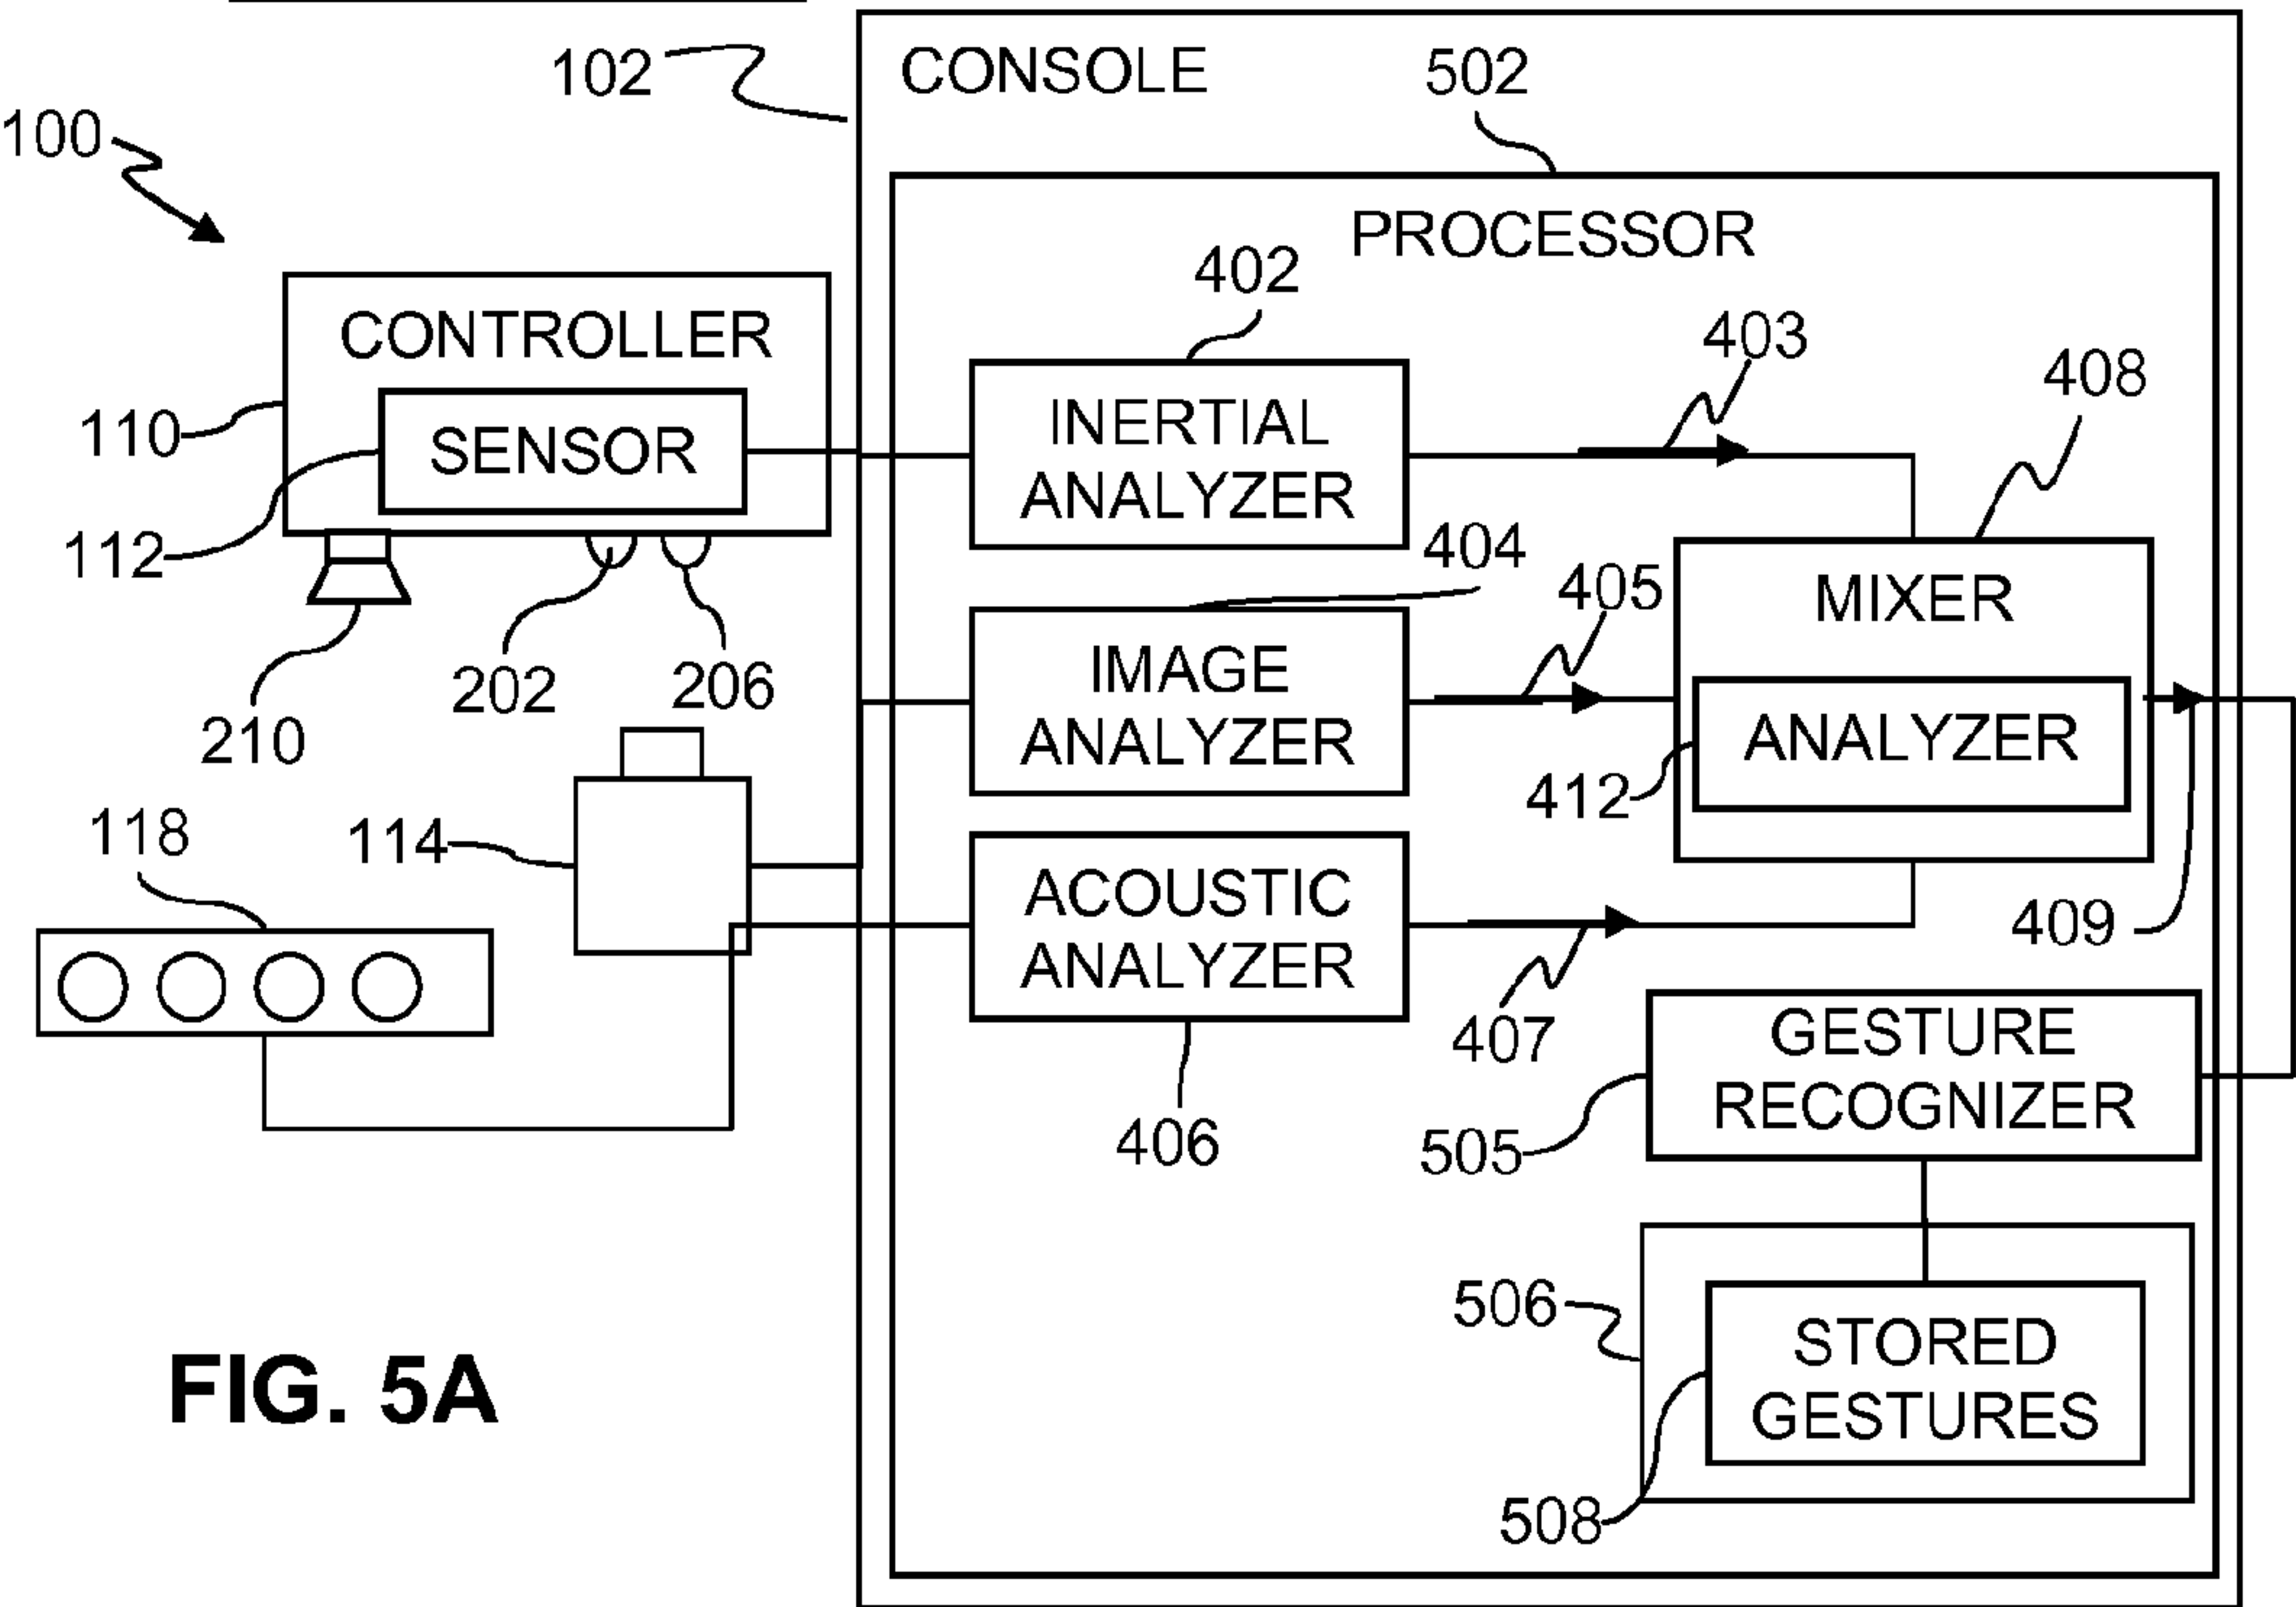 102
CONSOLE
502
100
PROCESSOR
402
CONTROLLER
403
408
110
SENSOR
INERTIAL
ANALYZER
112
404
405
MIXER
202
206
210
IMAGE
ANALYZER
ANALYZER
412
118
114
ACOUSTIC
ANALYZER
409
407
GESTURE
RECOGNIZER
406
505
506
STORED
GESTURES
508
FIG. 5A